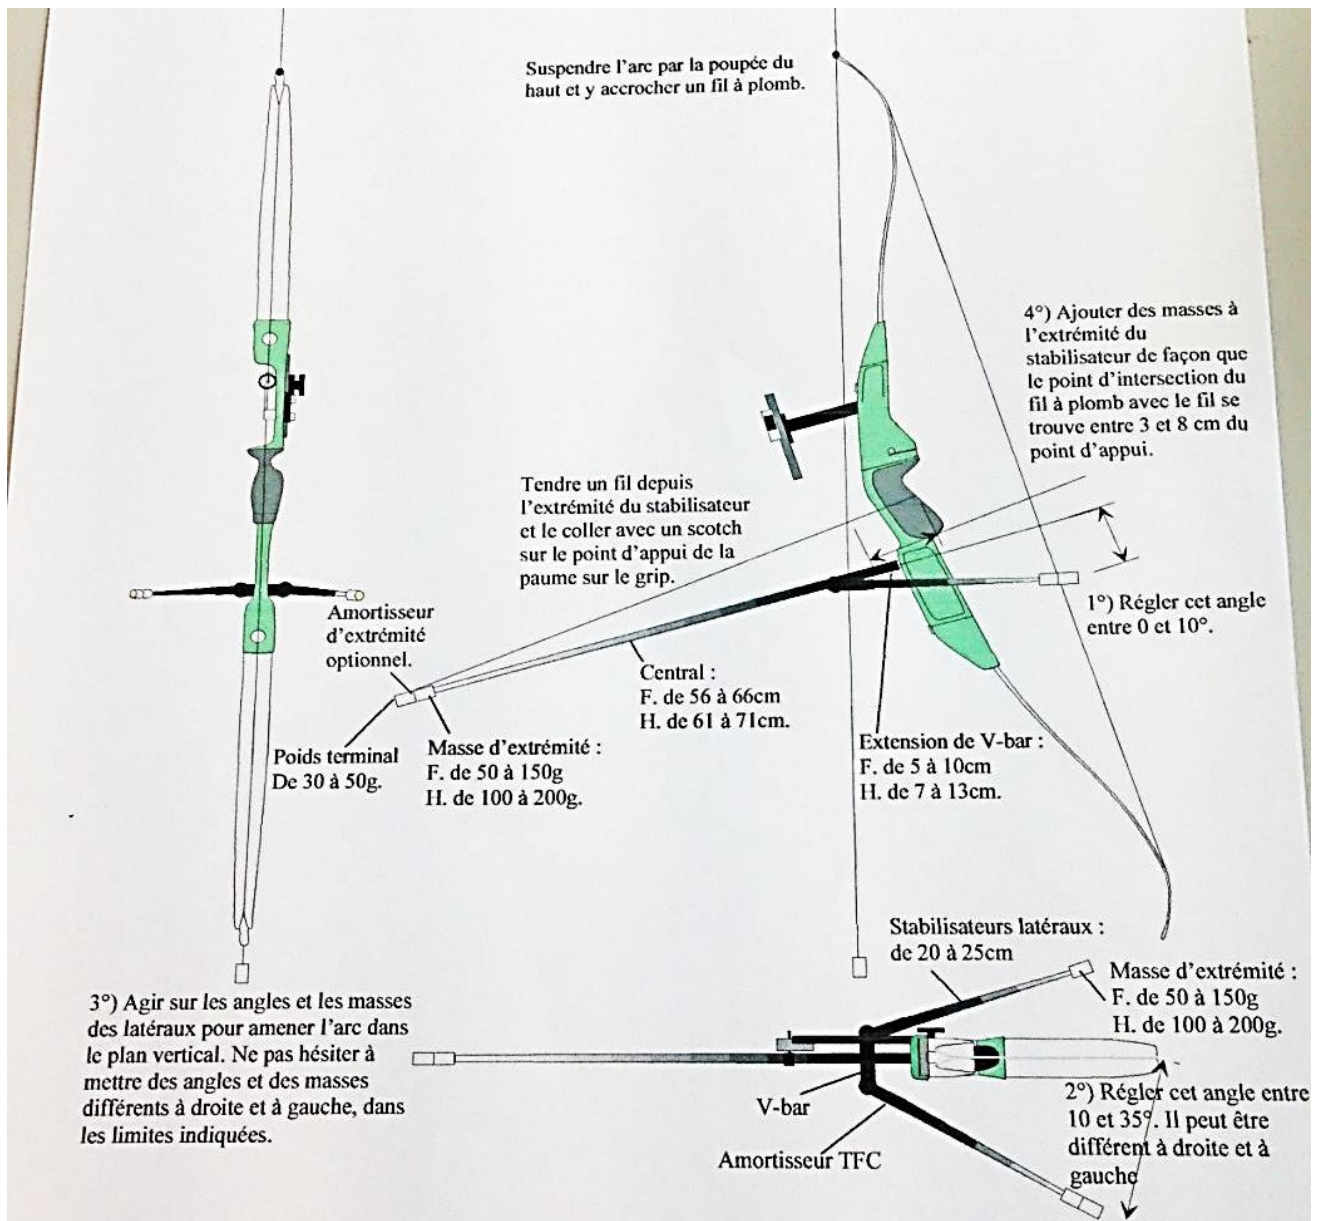 Suspendre l'arc par la poupée du
haut et y accrocher un fil à plomb.
4°) Ajouter des masses à
l'extrémité du
stabilisateur de façon que
le point d'intersection du
fil à plomb avec le fil se
trouve entre 3 et 8 cm du
point d'appui.
Tendre un fil depuis
l'extrémité du stabilisateur
et le coller avec un scotch
sur le point d'appui de la
paume sur le grip.
1°) Régler cet angle
entre 0 et 10°.
Amortisseur
d'extrémité
optionnel.
Central :
F. de 56 à 66cm
H. de 61 à 71cm.
Poids terminal
De 30 à 50g.
Masse d'extrémité :
F. de 50 à 150g
H. de 100 à 200g.
Extension de V-bar :
F. de 5 à 10cm
H. de 7 à 13cm.
Stabilisateurs latéraux :
de 20 à 25cm
Masse d'extrémité :
F. de 50 à 150g
H. de 100 à 200g.
3°) Agir sur les angles et les masses
des latéraux pour amener l'arc dans
le plan vertical. Ne pas hésiter à
mettre des angles et des masses
différents à droite et à gauche, dans
les limites indiquées.
V-bar
Amortisseur TFC
2°) Régler cet angle entre
10 et 35°. Il peut être
différent à droite et à
gauche